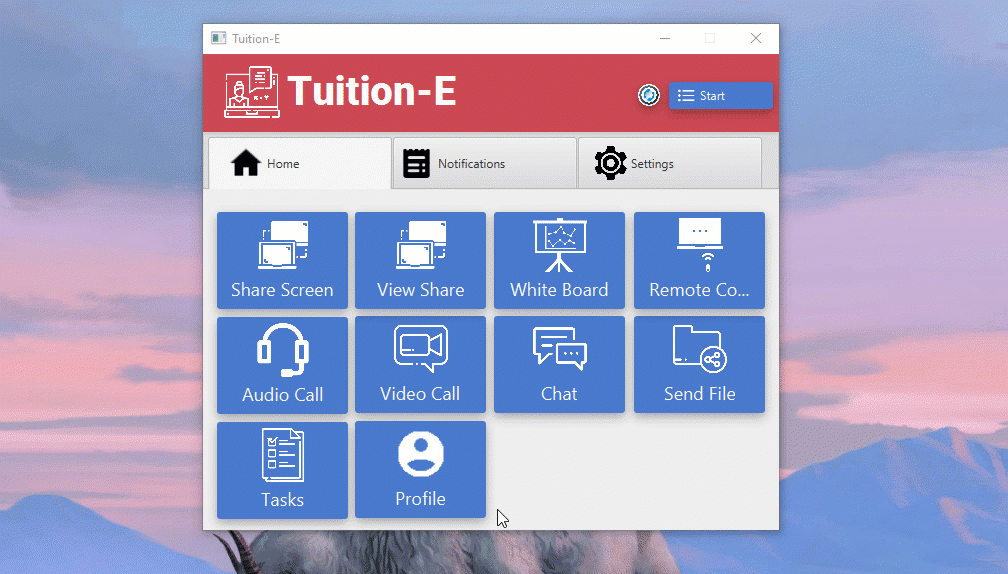 Tuition-E
Tuition-E
Start
Home
Notifications
Settings
Share Screen
View Share
White Board
Remote Co...
Audio Call
Video Call
Chat
Send File
Tasks
Profile